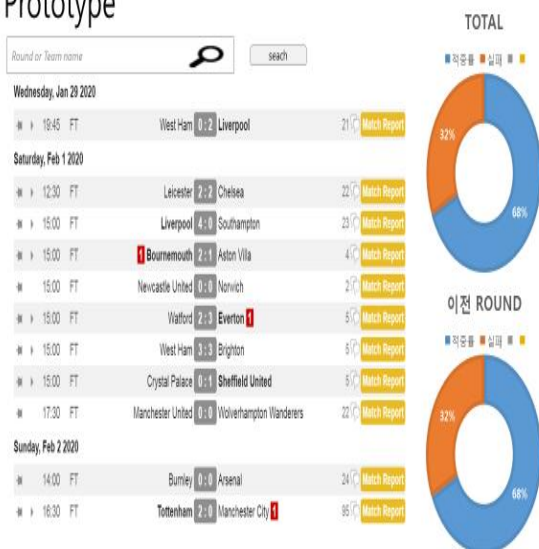 Prototype
Round or Team name
seach
Wednesday, Jan 29 2020
19:45 FT West Ham 0:2 Liverpool 21 Match Report
Saturday, Feb 1 2020
12:30 FT Leicester 2:2 Chelsea 22 Match Report
15:00 FT Liverpool 4:0 Southampton 23 Match Report
15:00 FT 1 Bournemouth 2:1 Aston Villa 4 Match Report
15:00 FT Newcastle United 0:0 Norwich 2 Match Report
15:00 FT Watford 2:3 Everton 1 5 Match Report
15:00 FT West Ham 3:3 Brighton 6 Match Report
15:00 FT Crystal Palace 0:1 Sheffield United 5 Match Report
17:30 FT Manchester United 0:0 Wolverhampton Wanderers 22 Match Report
Sunday, Feb 2 2020
14:00 FT Burnley 0:0 Arsenal 24 Match Report
16:30 FT Tottenham 2:0 Manchester City 1 95 Match Report
TOTAL
적중률 실패
32%
68%
이전 ROUND
적중률 실패
32%
68%